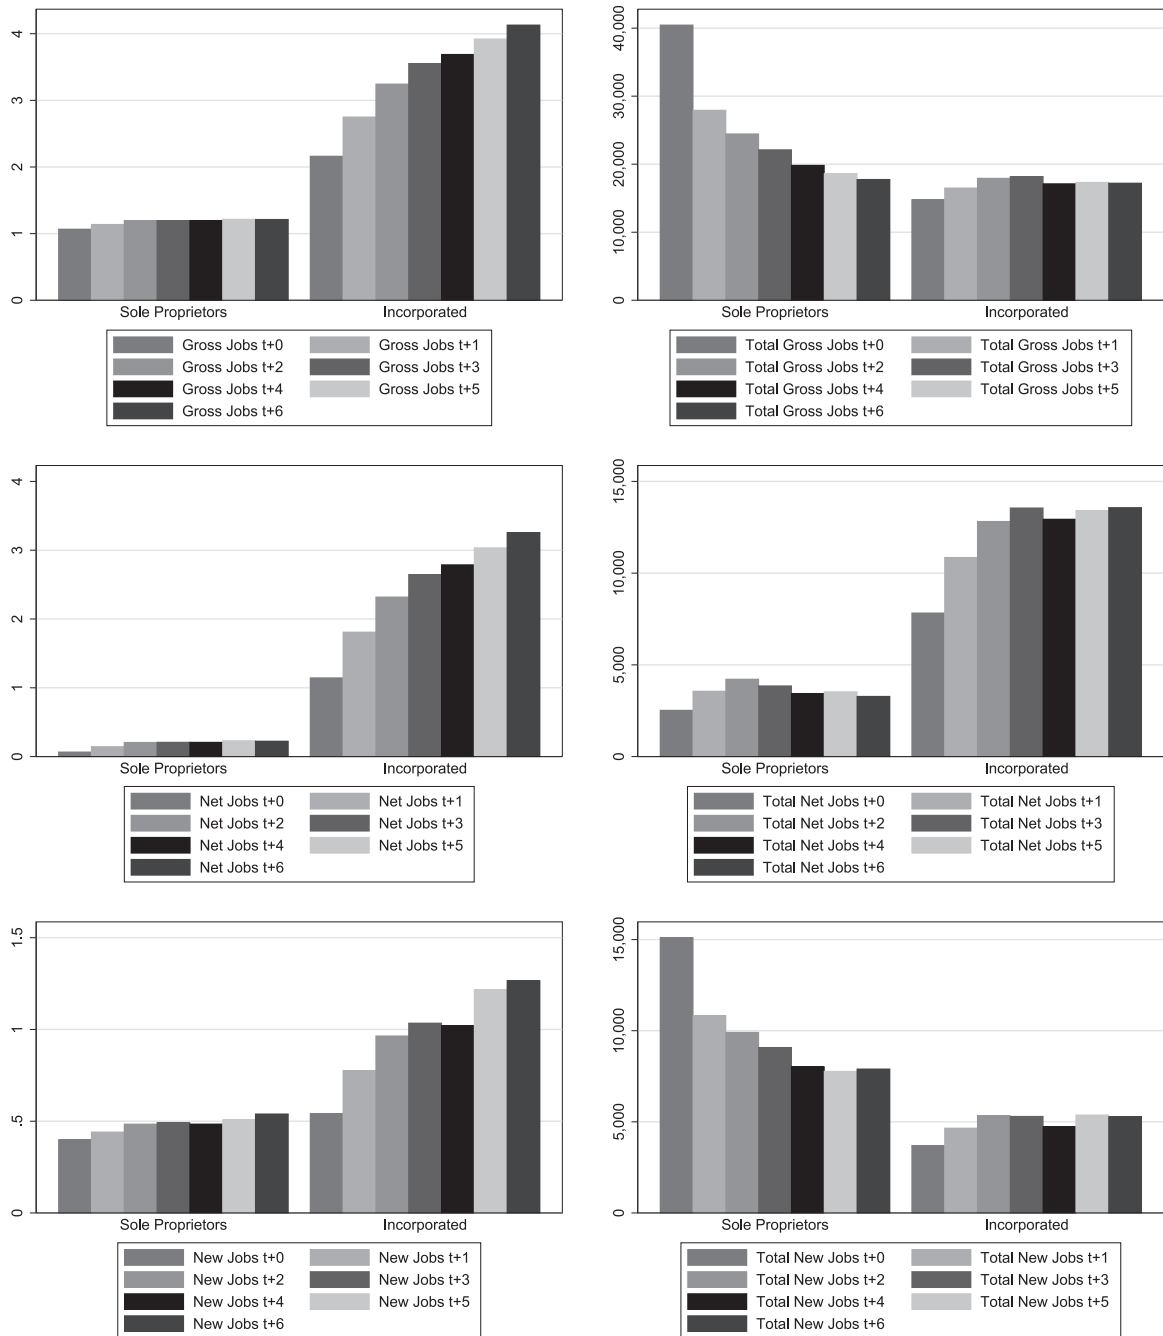 4
3
2
1
0
Sole Proprietors
Incorporated
Gross Jobs t+0
Gross Jobs t+1
Gross Jobs t+2
Gross Jobs t+3
Gross Jobs t+4
Gross Jobs t+5
Gross Jobs t+6
40,000
30,000
20,000
10,000
0
Sole Proprietors
Incorporated
Total Gross Jobs t+0
Total Gross Jobs t+1
Total Gross Jobs t+2
Total Gross Jobs t+3
Total Gross Jobs t+4
Total Gross Jobs t+5
Total Gross Jobs t+6
4
3
2
1
0
Sole Proprietors
Incorporated
Net Jobs t+0
Net Jobs t+1
Net Jobs t+2
Net Jobs t+3
Net Jobs t+4
Net Jobs t+5
Net Jobs t+6
15,000
10,000
5,000
0
Sole Proprietors
Incorporated
Total Net Jobs t+0
Total Net Jobs t+1
Total Net Jobs t+2
Total Net Jobs t+3
Total Net Jobs t+4
Total Net Jobs t+5
Total Net Jobs t+6
1.5
1
.5
0
Sole Proprietors
Incorporated
New Jobs t+0
New Jobs t+1
New Jobs t+2
New Jobs t+3
New Jobs t+4
New Jobs t+5
New Jobs t+6
15,000
10,000
5,000
0
Sole Proprietors
Incorporated
Total New Jobs t+0
Total New Jobs t+1
Total New Jobs t+2
Total New Jobs t+3
Total New Jobs t+4
Total New Jobs t+5
Total New Jobs t+6